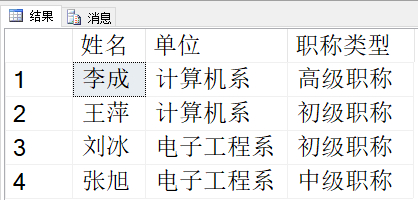 结果 消息
姓名 单位 职称类型
1 李成 计算机系 高级职称
2 王萍 计算机系 初级职称
3 刘冰 电子工程系 初级职称
4 张旭 电子工程系 中级职称